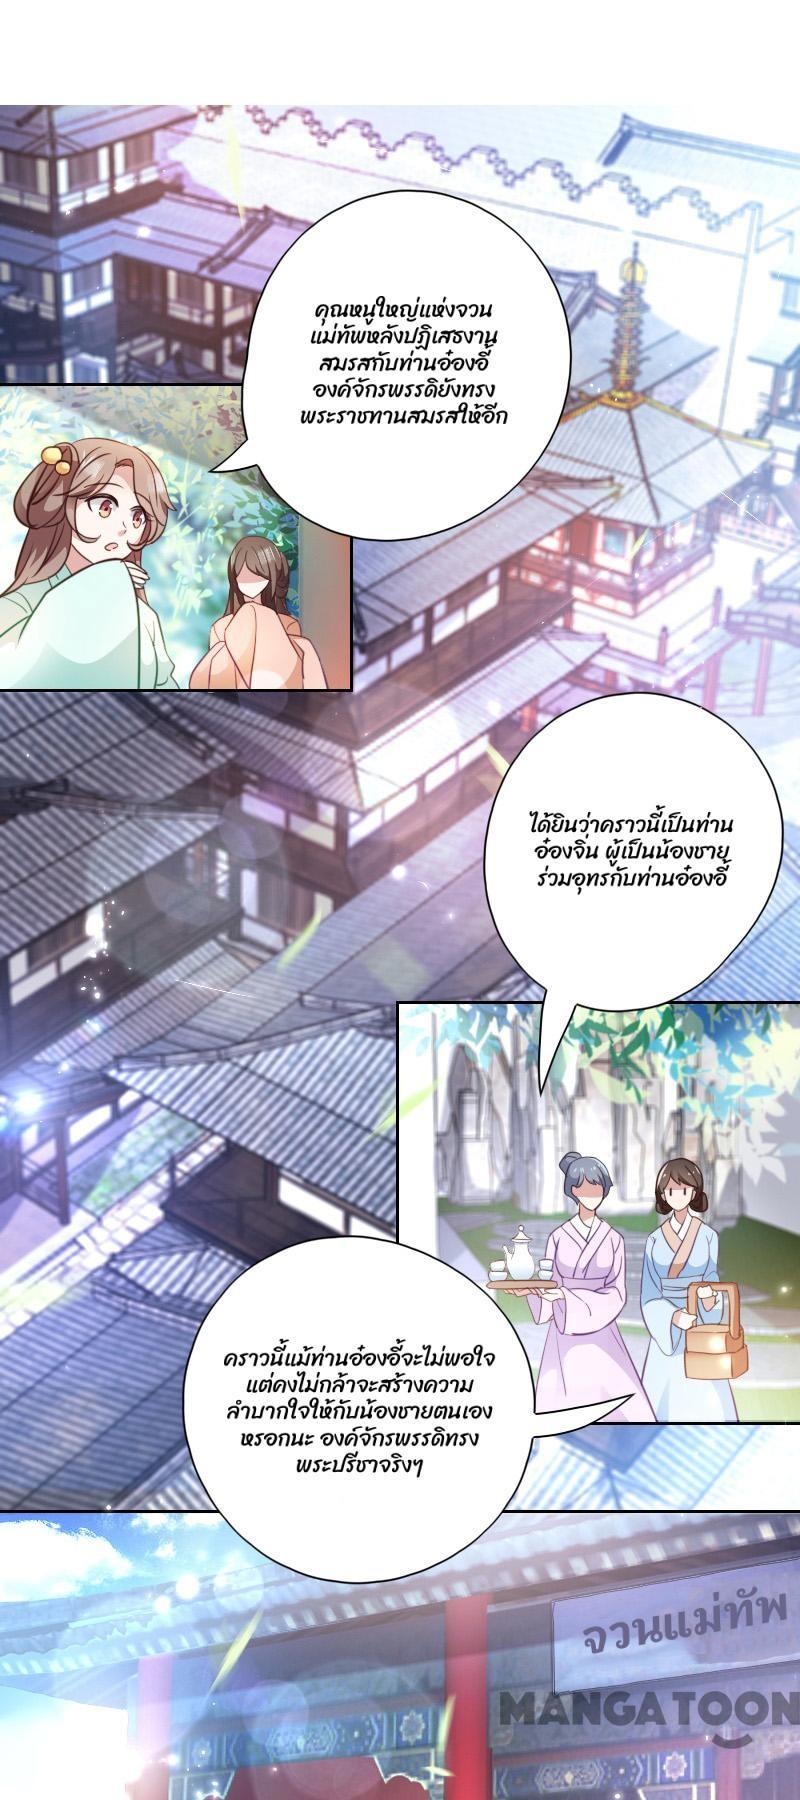 คุณหนูใหญ่แห่งจวน
แม่ทัพหลังปฏิเสธงาน
สมรสกับท่านอ๋องอี้
องค์จักรพรรดิยังทรง
พระราชทานสมรสให้อีก
ได้ยินว่าคราวนี้เป็นท่าน
อ๋องจิ่น ผู้เป็นน้องชาย
ร่วมอุทรกับท่านอ๋องอี้
คราวนี้แม้ท่านอ๋องอี้จะไม่พอใจ
แต่คงไม่กล้าจะสร้างความ
ลำบากใจให้กับน้องชายตนเอง
หรอกนะ องค์จักรพรรดิทรง
พระปรีชาจริงๆ
จวนแม่ทัพ
MANGATOON